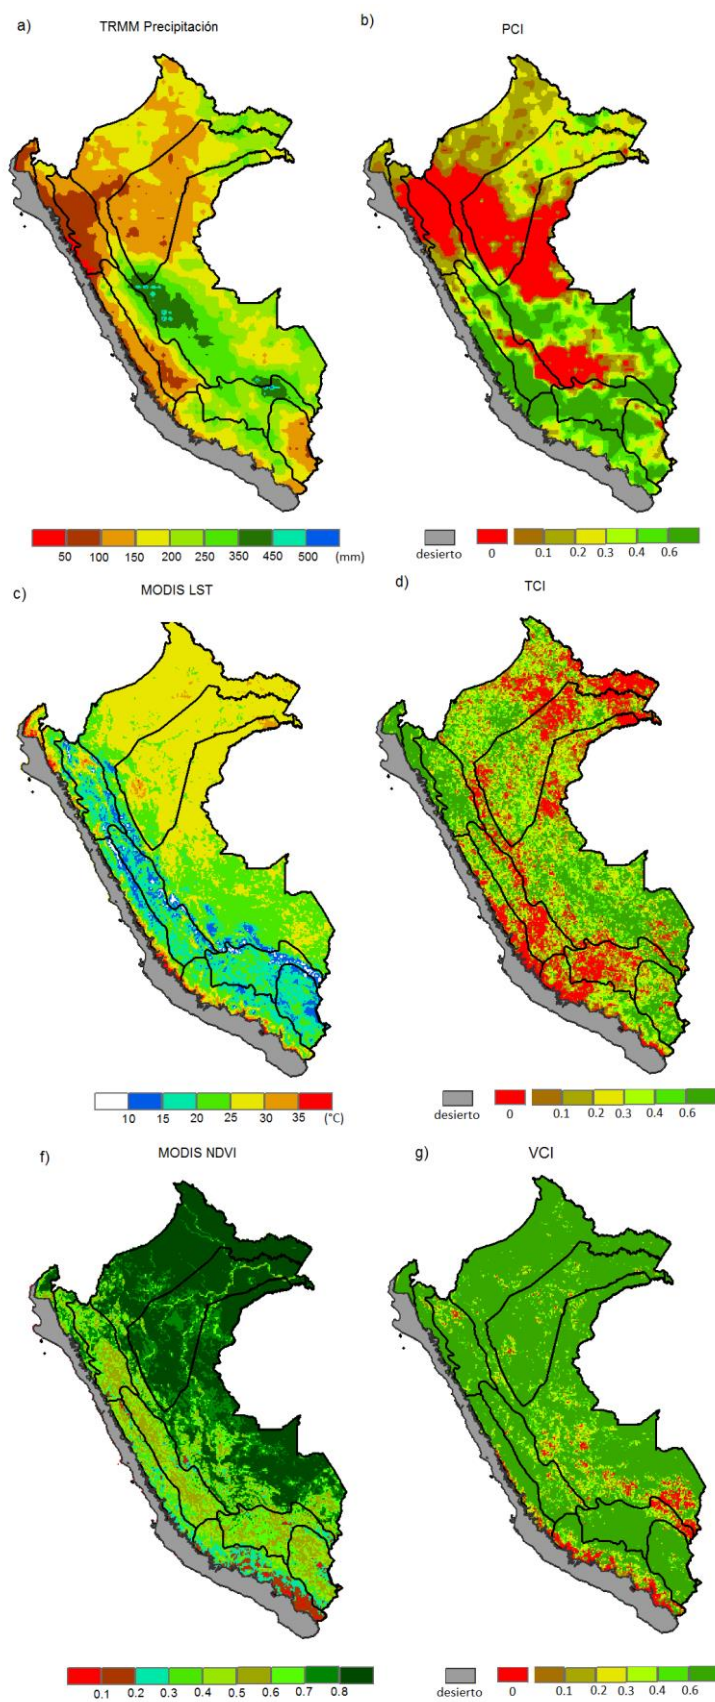 a) TRMM Precipitación
b) PCI
50 100 150 200 250 350 450 500 (mm)
desierto 0 0.1 0.2 0.3 0.4 0.6
c) MODIS LST
d) TCI
10 15 20 25 30 35 (°C)
desierto 0 0.1 0.2 0.3 0.4 0.6
f) MODIS NDVI
g) VCI
0.1 0.2 0.3 0.4 0.5 0.6 0.7 0.8
desierto 0 0.1 0.2 0.3 0.4 0.6